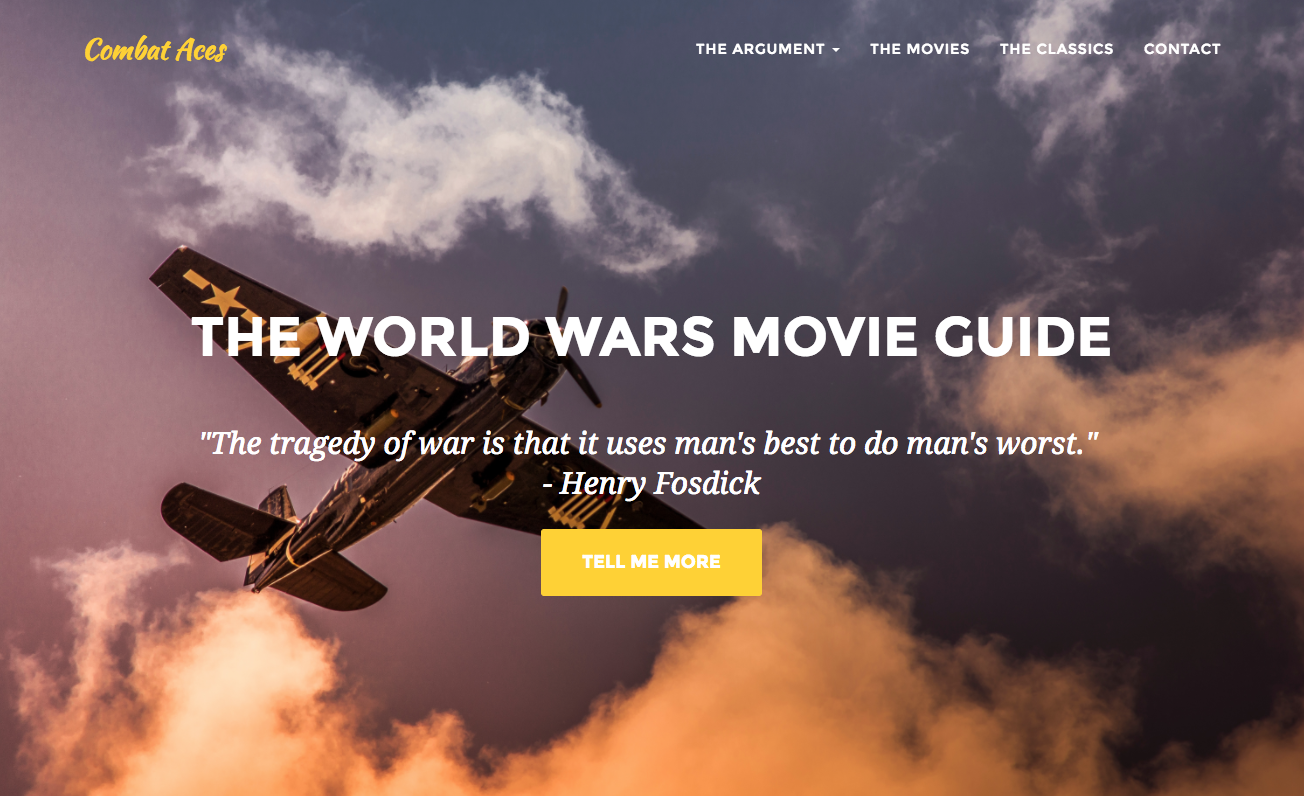 Combat Aces
THE ARGUMENT
THE MOVIES
THE CLASSICS
CONTACT
THE WORLD WARS MOVIE GUIDE
"The tragedy of war is that it uses man's best to do man's worst."
- Henry Fosdick
TELL ME MORE